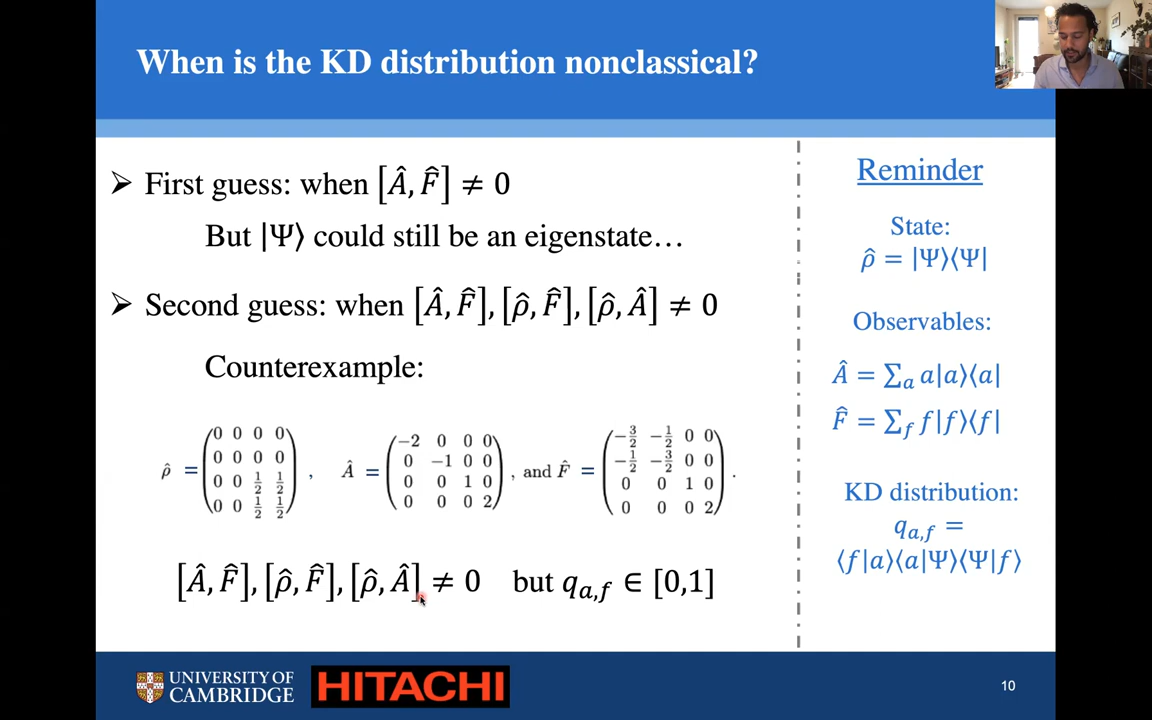 When is the KD distribution nonclassical?
➢ First guess: when [Â, F̂] ≠ 0
But |Ψ⟩ could still be an eigenstate…
➢ Second guess: when [Â, F̂], [ρ̂, F̂], [ρ̂, Â] ≠ 0
Counterexample:
ρ̂ = (0 0 0 0; 0 0 0 0; 0 0 1/2 1/2; 0 0 1/2 1/2) , Â = (−2 0 0 0; 0 −1 0 0; 0 0 1 0; 0 0 0 2) , and F̂ = (−3/2 −1/2 0 0; −1/2 −3/2 0 0; 0 0 1 0; 0 0 0 2) .
[Â, F̂], [ρ̂, F̂], [ρ̂, Â] ≠ 0 but q_{a,f} ∈ [0,1]
Reminder
State:
ρ̂ = |Ψ⟩⟨Ψ|
Observables:
Â = ∑_a a|a⟩⟨a|
F̂ = ∑_f f|f⟩⟨f|
KD distribution:
q_{a,f} =
⟨f|a⟩⟨a|Ψ⟩⟨Ψ|f⟩
UNIVERSITY OF
CAMBRIDGE
HITACHI
10